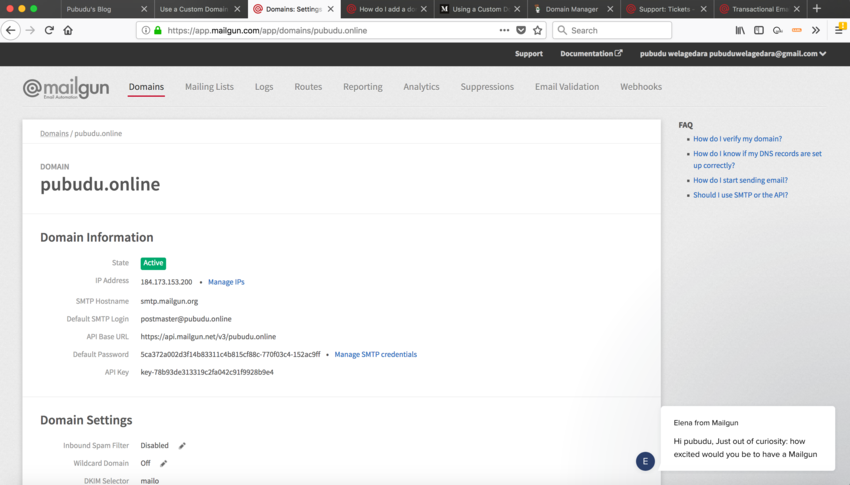 Pubudu's Blog
Use a Custom Domain
Domains: Settings
How do I add a do
Using a Custom D
Domain Manager
Support: Tickets -
Transactional Ema
https://app.mailgun.com/app/domains/pubudu.online
Search
Support
Documentation
pubudu welagedara pubuduwelagedara@gmail.com
@mailgun
Email Automation
Domains
Mailing Lists
Logs
Routes
Reporting
Analytics
Suppressions
Email Validation
Webhooks
Domains / pubudu.online
DOMAIN
pubudu.online
Domain Information
State Active
IP Address 184.173.153.200 • Manage IPs
SMTP Hostname smtp.mailgun.org
Default SMTP Login postmaster@pubudu.online
API Base URL https://api.mailgun.net/v3/pubudu.online
Default Password 5ca372a002d3f14b83311c4b815cf88c-770f03c4-152ac9ff • Manage SMTP credentials
API Key key-78b93de313319c2fa042c91f9928b9e4
Domain Settings
Inbound Spam Filter Disabled
Wildcard Domain Off
DKIM Selector mailo
FAQ
How do I verify my domain?
How do I know if my DNS records are set
up correctly?
How do I start sending email?
Should I use SMTP or the API?
E
Elena from Mailgun
Hi pubudu, Just out of curiosity: how
excited would you be to have a Mailgun